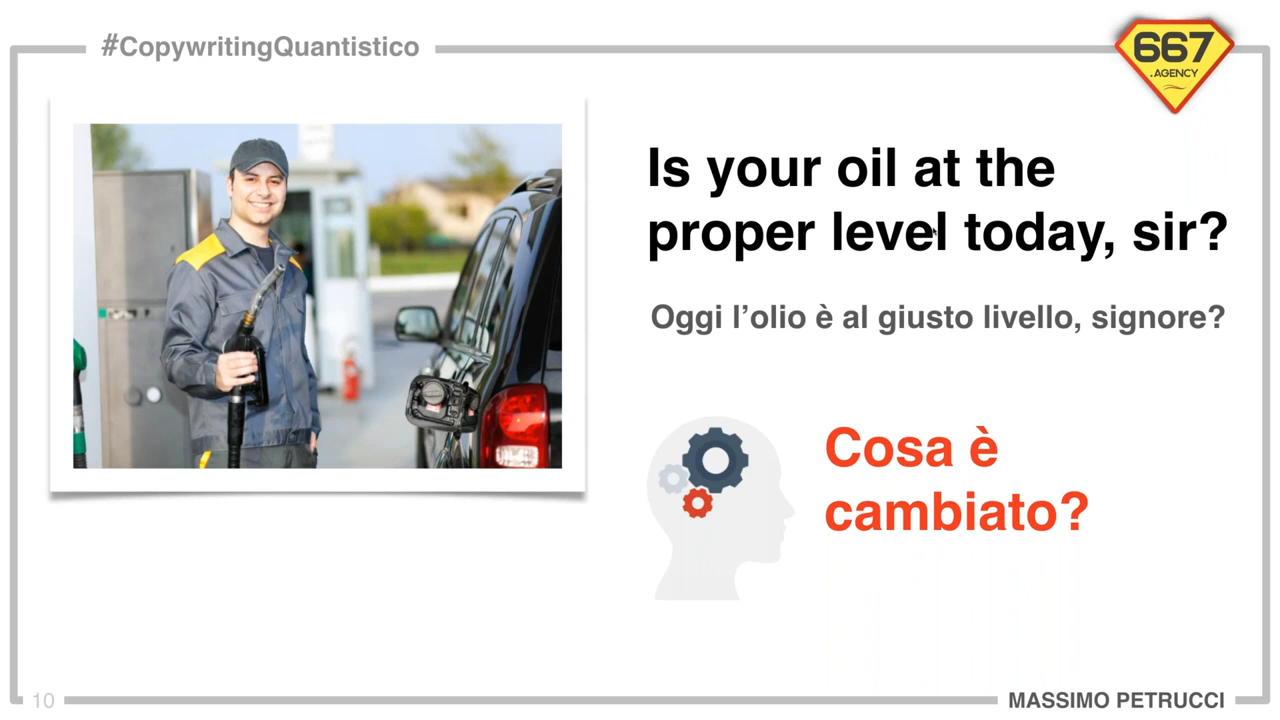 #CopywritingQuantistico
667
.AGENCY
Is your oil at the
proper level today, sir?
Oggi l’olio è al giusto livello, signore?
Cosa è
cambiato?
10
MASSIMO PETRUCCI